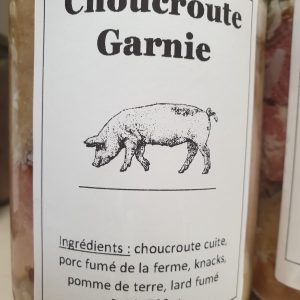 Choucroute
Garnie
Ingrédients : choucroute cuite,
porc fumé de la ferme, knacks,
pomme de terre, lard fumé